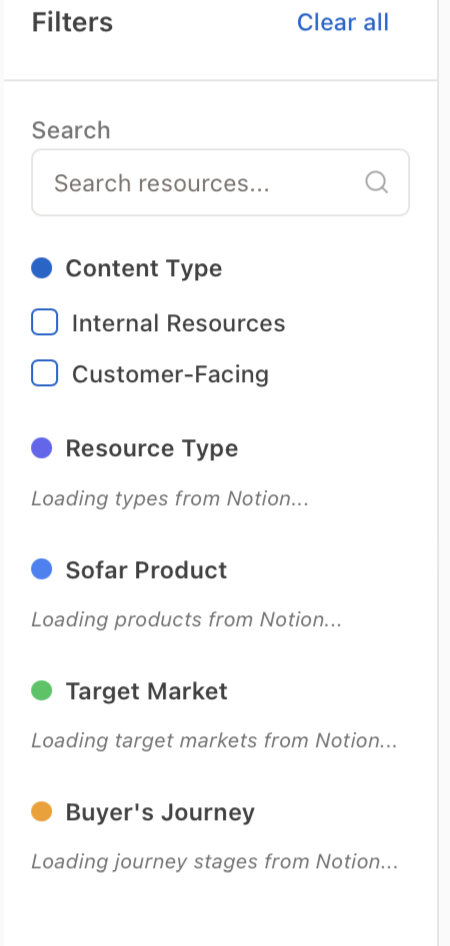 Filters
Clear all
Search
Search resources...
Content Type
Internal Resources
Customer-Facing
Resource Type
Loading types from Notion...
Sofar Product
Loading products from Notion...
Target Market
Loading target markets from Notion...
Buyer's Journey
Loading journey stages from Notion...